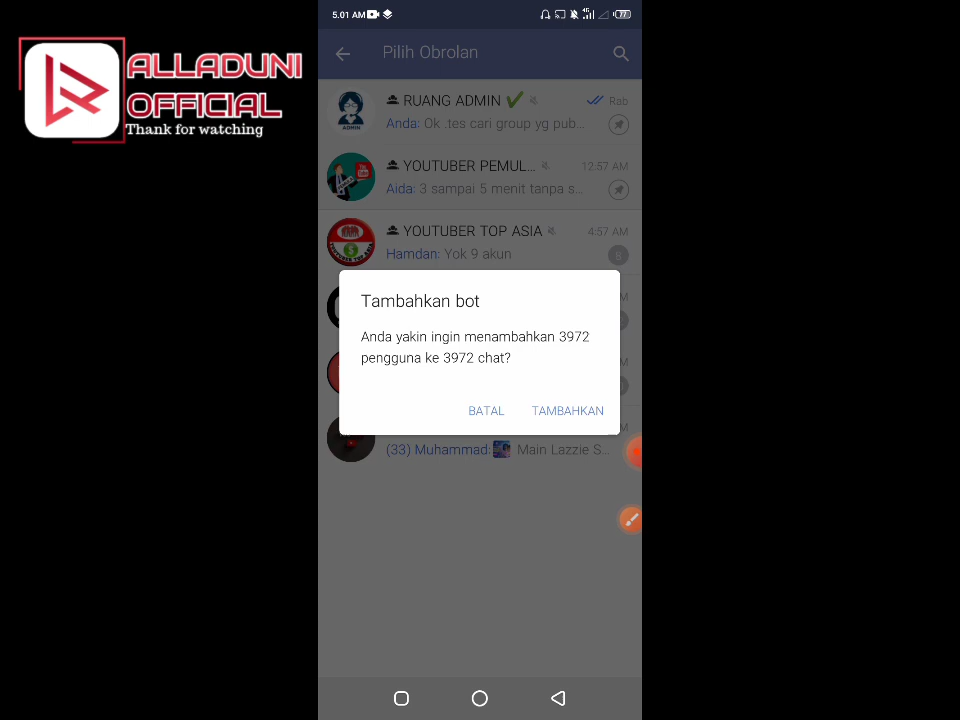 ALLADUNI
OFFICIAL
Thank for watching
5.01 AM
4G
77
Pilih Obrolan
RUANG ADMIN
Rab
Anda: Ok .tes cari group yg pub...
ADMIN
YOUTUBER PEMUL...
12:57 AM
Aida: 3 sampai 5 menit tanpa s...
YOUTUBER TOP ASIA
4:57 AM
Hamdan: Yok 9 akun
8
Tambahkan bot
Anda yakin ingin menambahkan 3972
pengguna ke 3972 chat?
BATAL
TAMBAHKAN
(33) Muhammad: Main Lazzie S...